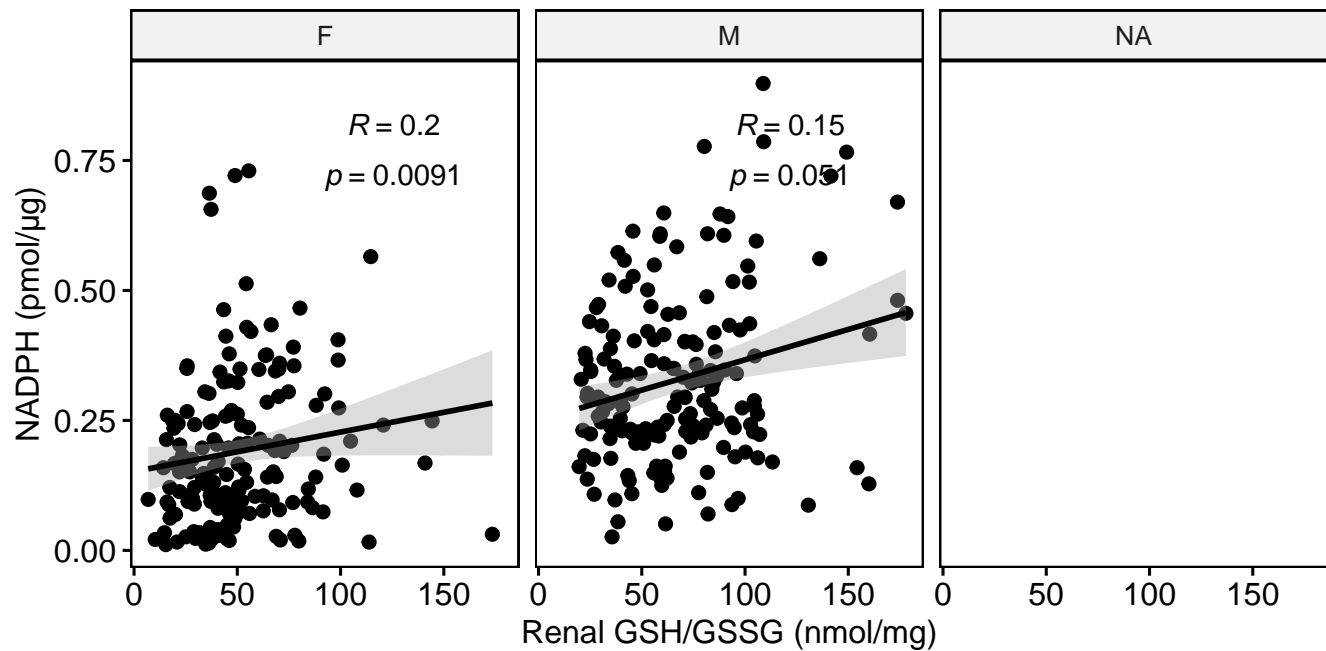 F
M
NA
R = 0.2
p = 0.0091
R = 0.15
p = 0.051
NADPH (pmol/μg)
0.75
0.50
0.25
0.00
0 50 100 150
0 50 100 150
0 50 100 150
Renal GSH/GSSG (nmol/mg)